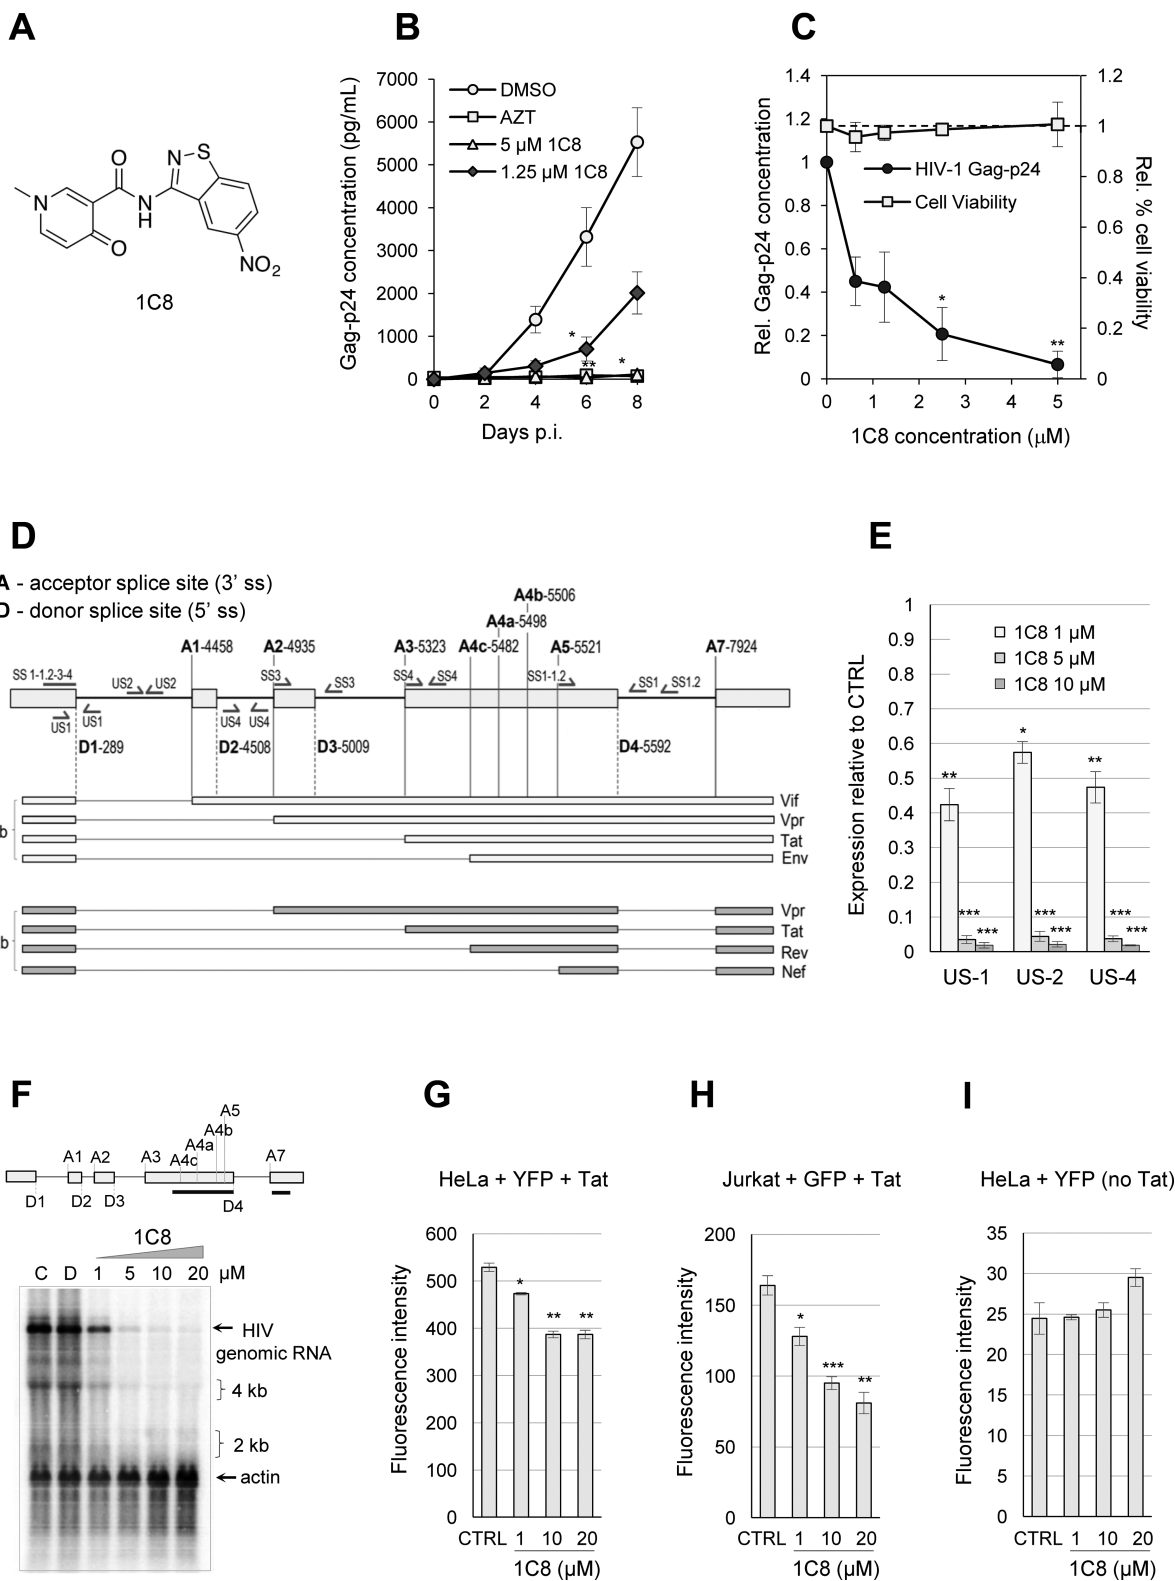 A
B
C
O
N
S
N
N
H
O
NO2
1C8
Gag-p24 concentration (pg/mL)
7000
6000
5000
4000
3000
2000
1000
0
DMSO
AZT
5 µM 1C8
1.25 µM 1C8
*
**
*
0 2 4 6 8
Days p.i.
Rel. Gag-p24 concentration
1.4
1.2
1
0.8
0.6
0.4
0.2
0
HIV-1 Gag-p24
Cell Viability
*
**
1.2
1
0.8
0.6
0.4
0.2
0
Rel. % cell viability
0 1 2 3 4 5
1C8 concentration (µM)
D
E
A - acceptor splice site (3' ss)
D - donor splice site (5' ss)
A4b-5506
A4a-5498
A1-4458 A2-4935 A3-5323 A4c-5482 A5-5521 A7-7924
SS 1-1.2-3-4 US2 US2 SS3 SS3 SS4 SS4 SS1-1.2 SS1 SS1.2
US1 US1 US4 US4
D1-289 D2-4508 D3-5009 D4-5592
Vif
Vpr
b
Tat
Env
Vpr
Tat
b
Rev
Nef
Expression relative to CTRL
1
0.9
0.8
0.7
0.6
0.5
0.4
0.3
0.2
0.1
0
1C8 1 µM
1C8 5 µM
1C8 10 µM
** *** ***
* *** ***
** *** ***
US-1 US-2 US-4
F
G
H
I
A5
A4b
A4a
A1 A2 A3 A4c A7
D1 D2 D3 D4
1C8
C D 1 5 10 20 µM
HIV
genomic RNA
4 kb
2 kb
actin
HeLa + YFP + Tat
Fluorescence intensity
600
500
400
300
200
100
0
* ** **
CTRL 1 10 20
1C8 (µM)
Jurkat + GFP + Tat
Fluorescence intensity
200
150
100
50
0
* *** **
CTRL 1 10 20
1C8 (µM)
HeLa + YFP (no Tat)
Fluorescence intensity
35
30
25
20
15
10
5
0
CTRL 1 10 20
1C8 (µM)